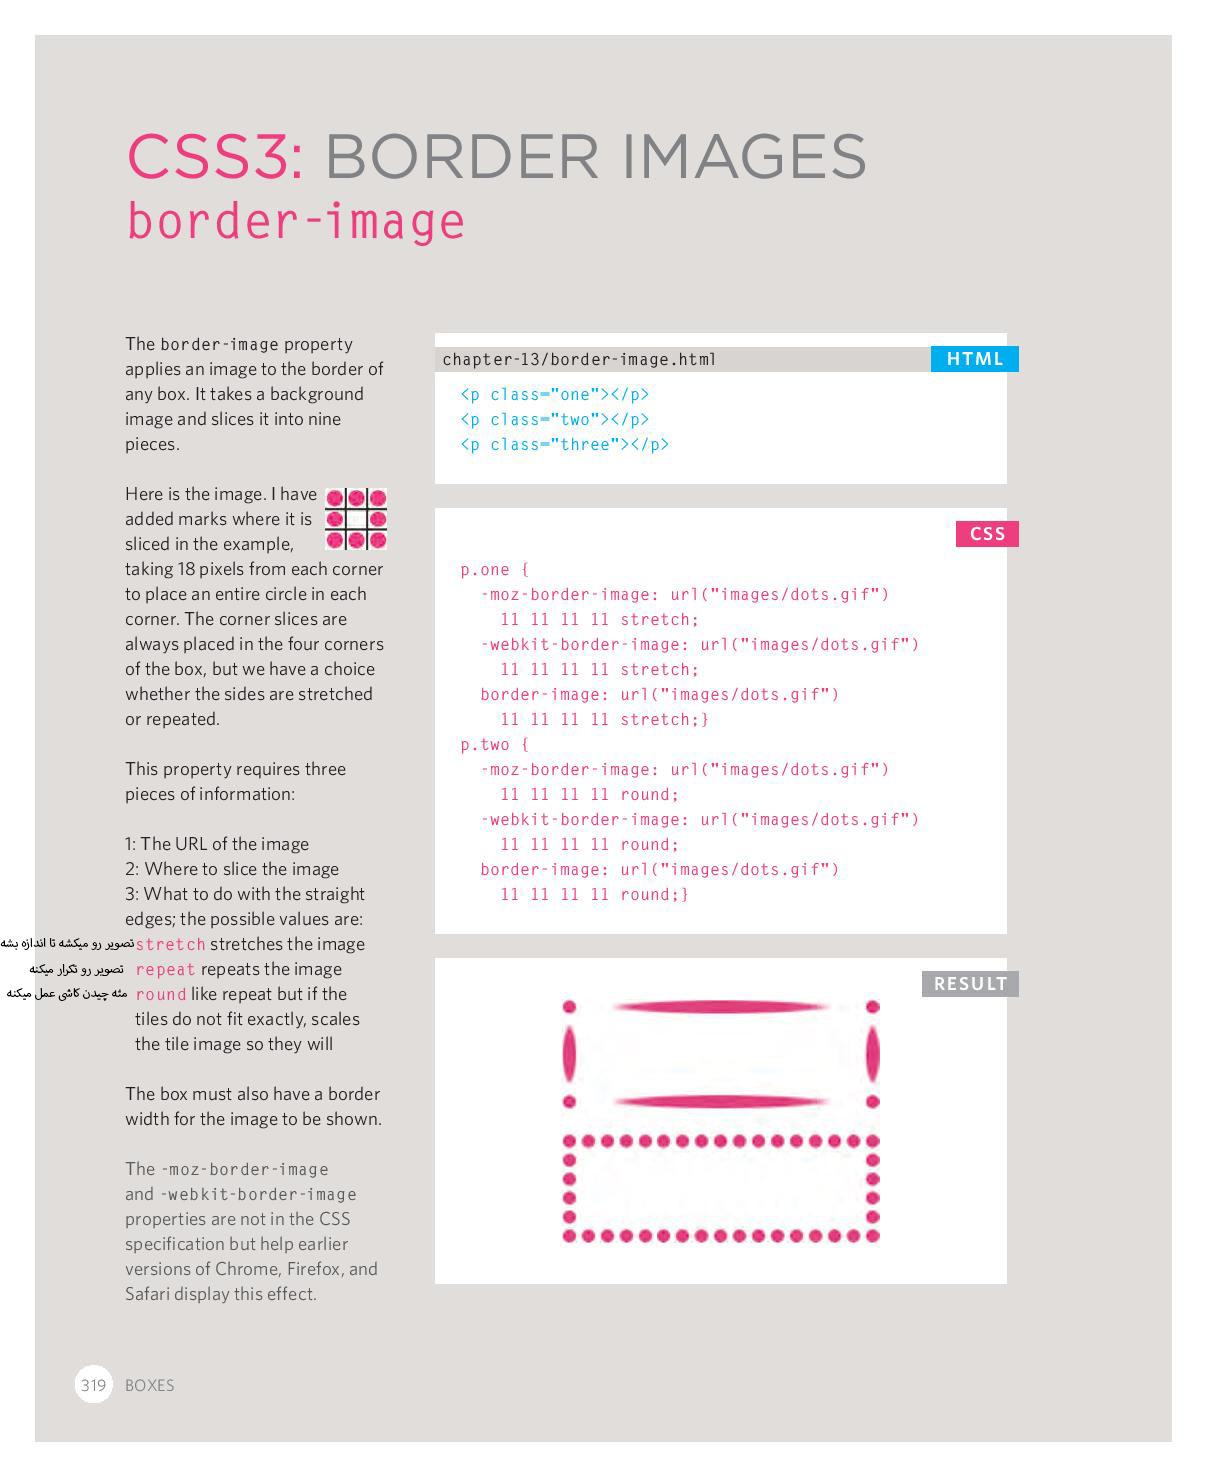 CSS3: BORDER IMAGES
border-image
The border-image property
applies an image to the border of
any box. It takes a background
image and slices it into nine
pieces.
Here is the image. I have
added marks where it is
sliced in the example,
taking 18 pixels from each corner
to place an entire circle in each
corner. The corner slices are
always placed in the four corners
of the box, but we have a choice
whether the sides are stretched
or repeated.
This property requires three
pieces of information:
1: The URL of the image
2: Where to slice the image
3: What to do with the straight
edges; the possible values are:
stretch stretches the image
تصویر رو میکشه تا اندازه بشه
repeat repeats the image
تصویر رو تکرار میکنه
round like repeat but if the
مثه چیدن کاشی عمل میکنه
tiles do not fit exactly, scales
the tile image so they will
The box must also have a border
width for the image to be shown.
The -moz-border-image
and -webkit-border-image
properties are not in the CSS
specification but help earlier
versions of Chrome, Firefox, and
Safari display this effect.
chapter-13/border-image.html
HTML
<p class="one"></p>
<p class="two"></p>
<p class="three"></p>
CSS
p.one {
-moz-border-image: url("images/dots.gif")
11 11 11 11 stretch;
-webkit-border-image: url("images/dots.gif")
11 11 11 11 stretch;
border-image: url("images/dots.gif")
11 11 11 11 stretch;}
p.two {
-moz-border-image: url("images/dots.gif")
11 11 11 11 round;
-webkit-border-image: url("images/dots.gif")
11 11 11 11 round;
border-image: url("images/dots.gif")
11 11 11 11 round;}
RESULT
319 BOXES